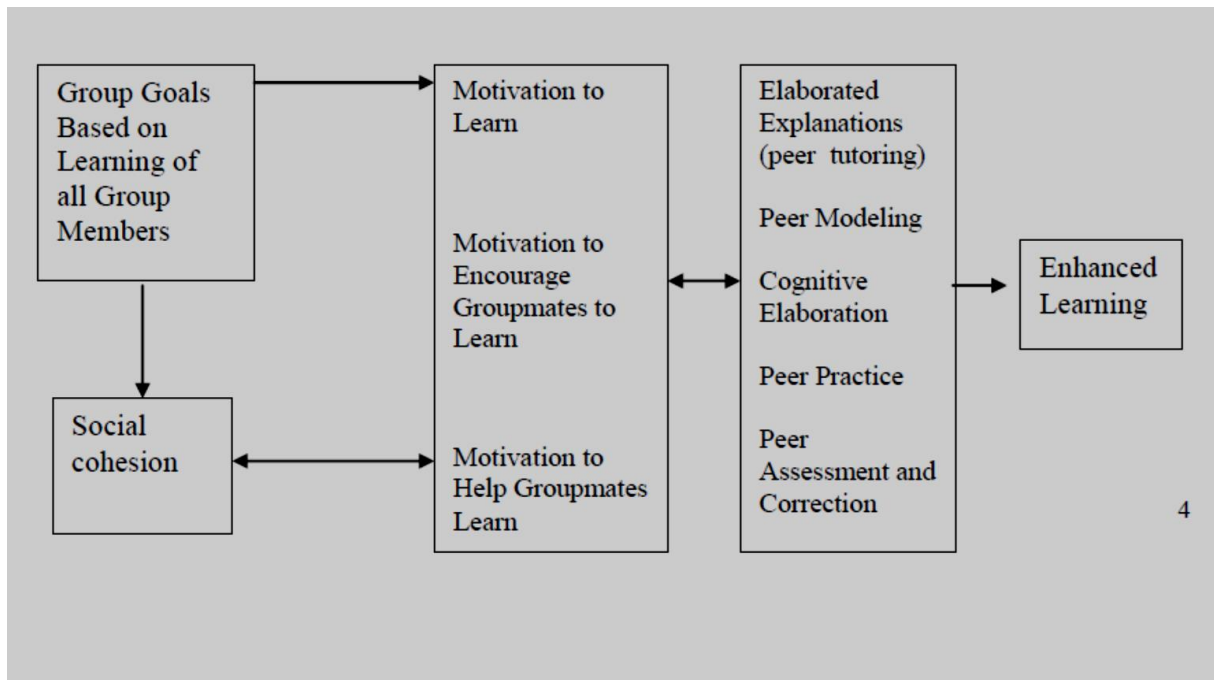 Group Goals
Based on
Learning of
all Group
Members
Social
cohesion
Motivation to
Learn
Motivation to
Encourage
Groupmates to
Learn
Motivation to
Help Groupmates
Learn
Elaborated
Explanations
(peer tutoring)
Peer Modeling
Cognitive
Elaboration
Peer Practice
Peer
Assessment and
Correction
Enhanced
Learning
4